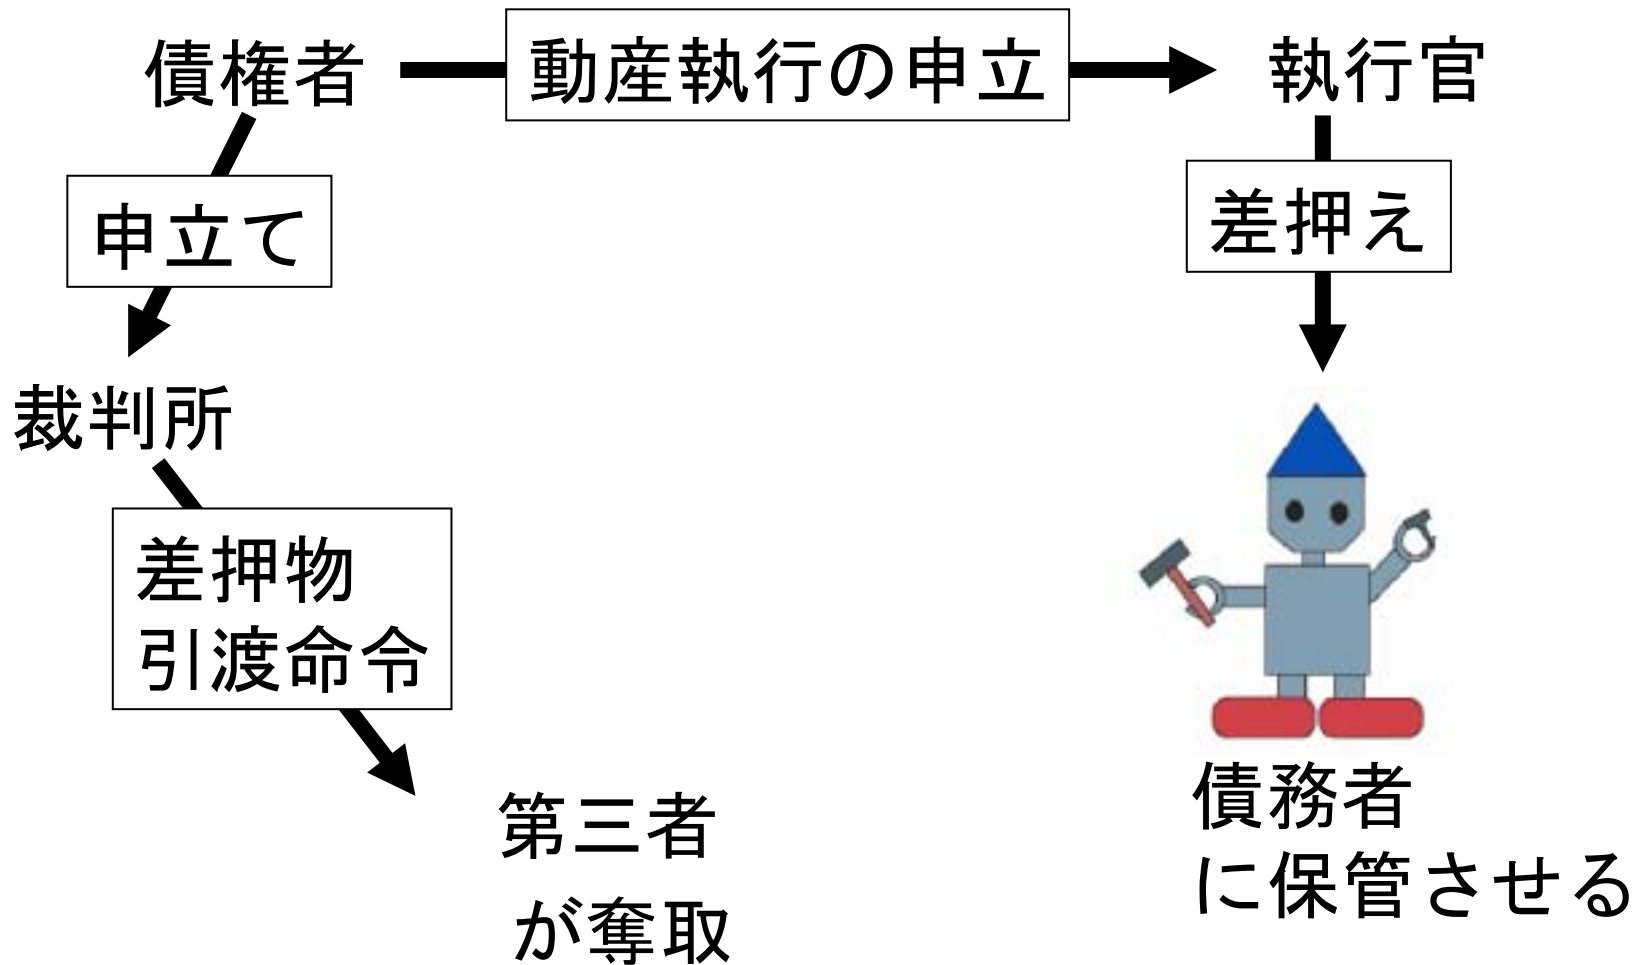 債権者
動産執行の申立
執行官
申立て
差押え
裁判所
差押物
引渡命令
債務者
に保管させる
第三者
が奪取